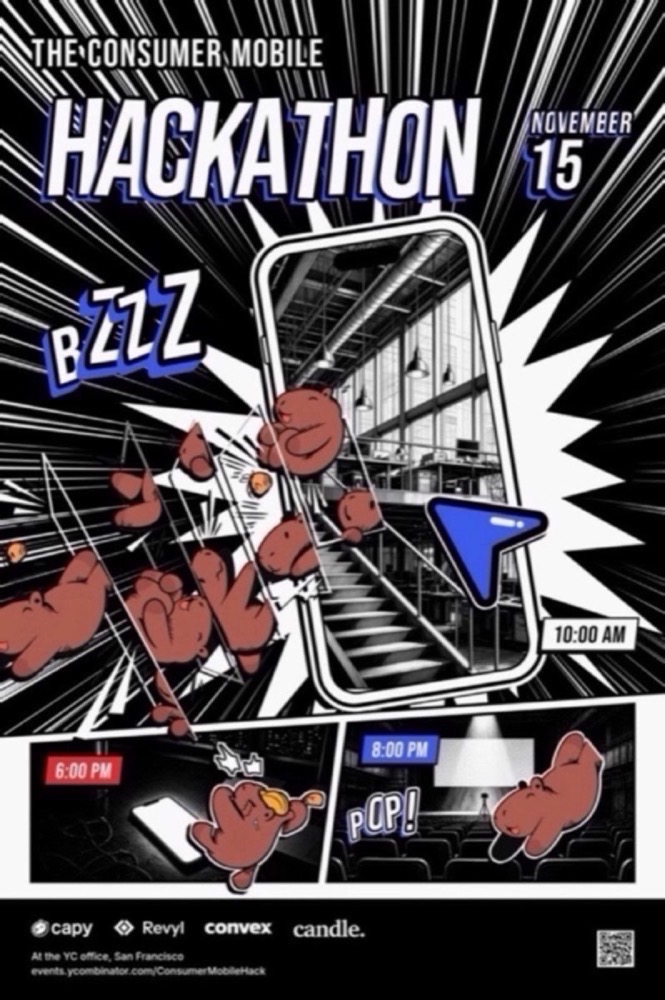 THE CONSUMER MOBILE
HACKATHON
NOVEMBER
15
BZZZ
10:00 AM
6:00 PM
8:00 PM
POP!
capy Revyl convex candle.
At the YC office, San Francisco
events.ycombinator.com/ConsumerMobileHack